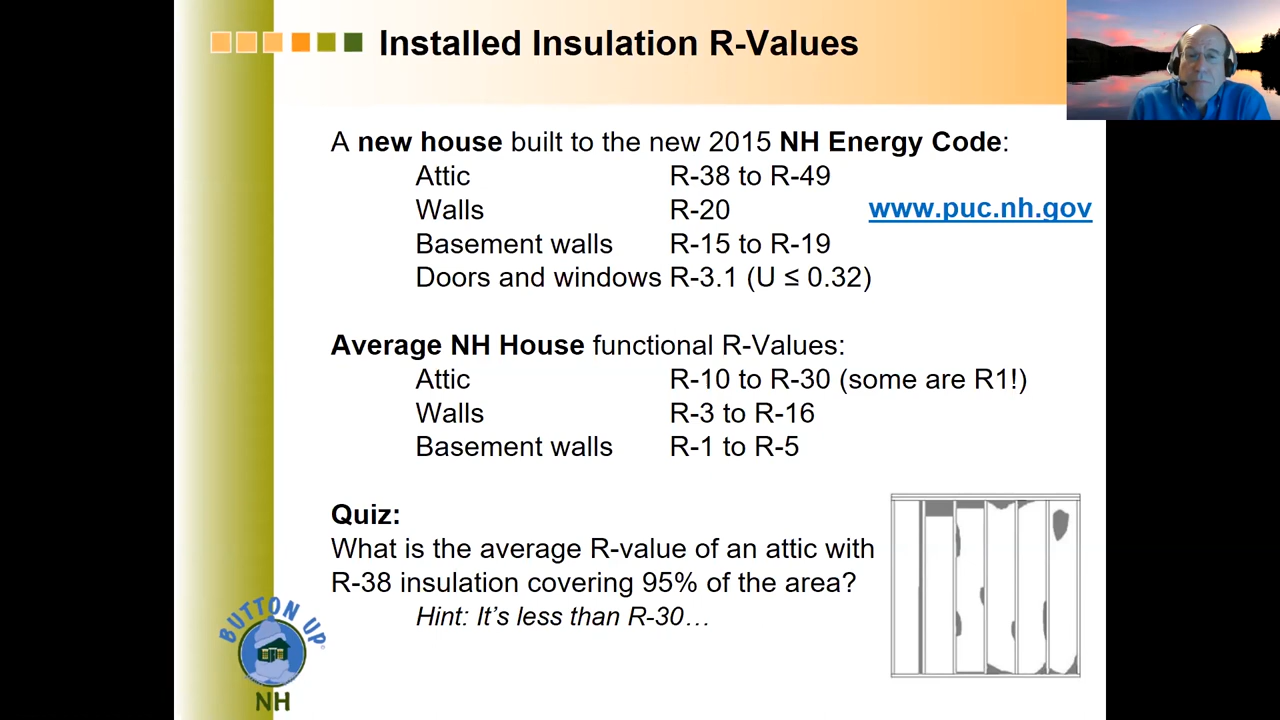 Installed Insulation R-Values
A new house built to the new 2015 NH Energy Code:
Attic R-38 to R-49
Walls R-20
www.puc.nh.gov
Basement walls R-15 to R-19
Doors and windows R-3.1 (U ≤ 0.32)
Average NH House functional R-Values:
Attic R-10 to R-30 (some are R1!)
Walls R-3 to R-16
Basement walls R-1 to R-5
Quiz:
What is the average R-value of an attic with
R-38 insulation covering 95% of the area?
Hint: It’s less than R-30…
BUTTON UP
NH